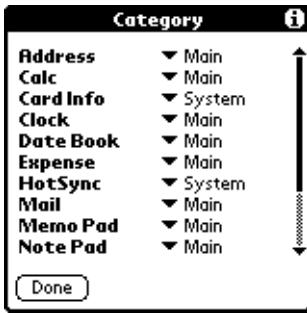 Category
Address Main
Calc Main
Card Info System
Clock Main
Date Book Main
Expense Main
HotSync System
Mail Main
Memo Pad Main
Note Pad Main
Done